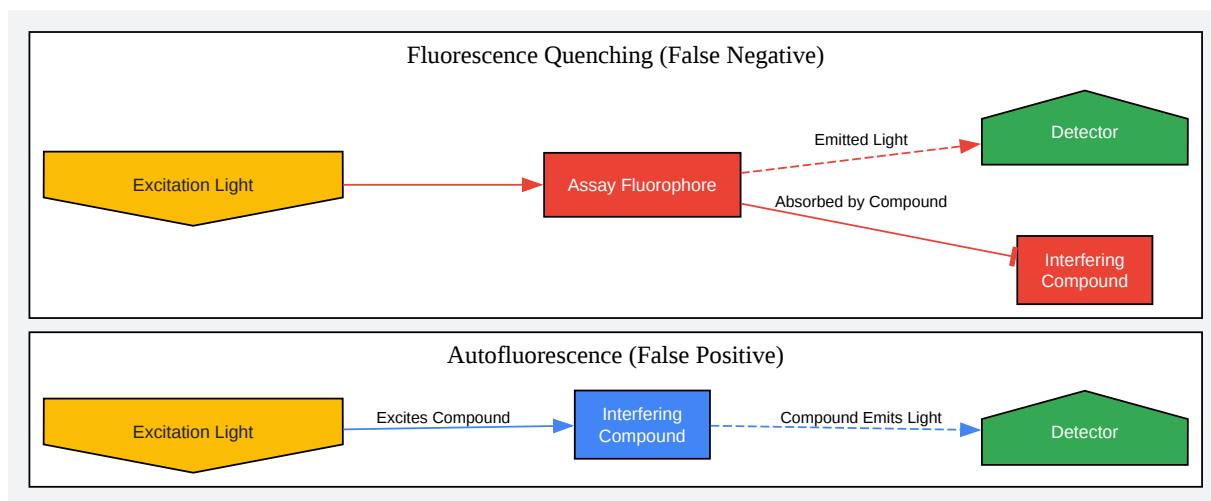 Fluorescence Quenching (False Negative)
Excitation Light
Assay Fluorophore
Emitted Light
Detector
Absorbed by Compound
Interfering
Compound
Autofluorescence (False Positive)
Excitation Light
Excites Compound
Interfering
Compound
Compound Emits Light
Detector